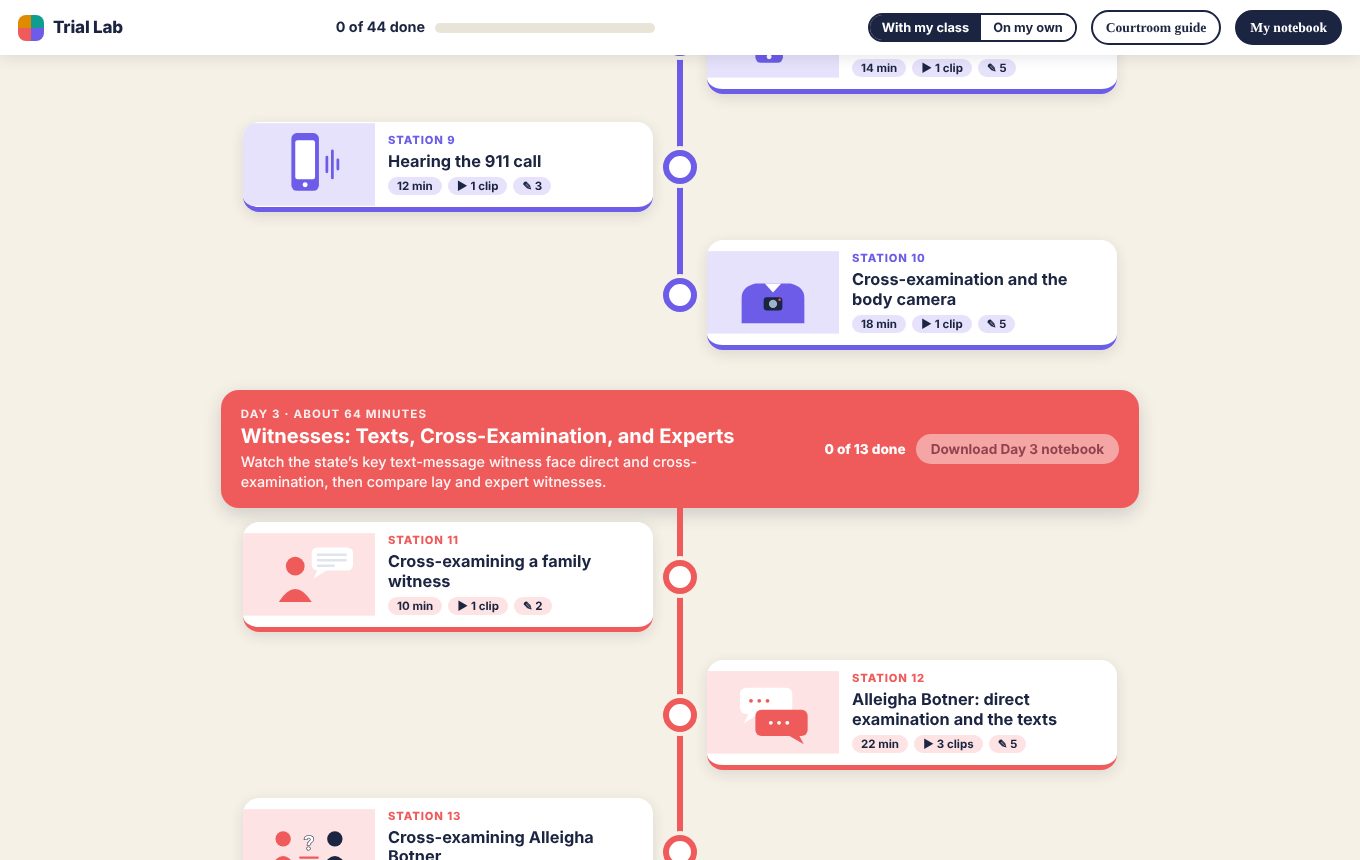 Trial Lab
0 of 44 done
With my class
On my own
Courtroom guide
My notebook
14 min
▶ 1 clip
✎ 5
STATION 9
Hearing the 911 call
12 min
▶ 1 clip
✎ 3
STATION 10
Cross-examination and the
body camera
18 min
▶ 1 clip
✎ 5
DAY 3 · ABOUT 64 MINUTES
Witnesses: Texts, Cross-Examination, and Experts
Watch the state's key text-message witness face direct and cross-
examination, then compare lay and expert witnesses.
0 of 13 done
Download Day 3 notebook
STATION 11
Cross-examining a family
witness
10 min
▶ 1 clip
✎ 2
STATION 12
Alleigha Botner: direct
examination and the texts
22 min
▶ 3 clips
✎ 5
STATION 13
?
Cross-examining Alleigha
Botner